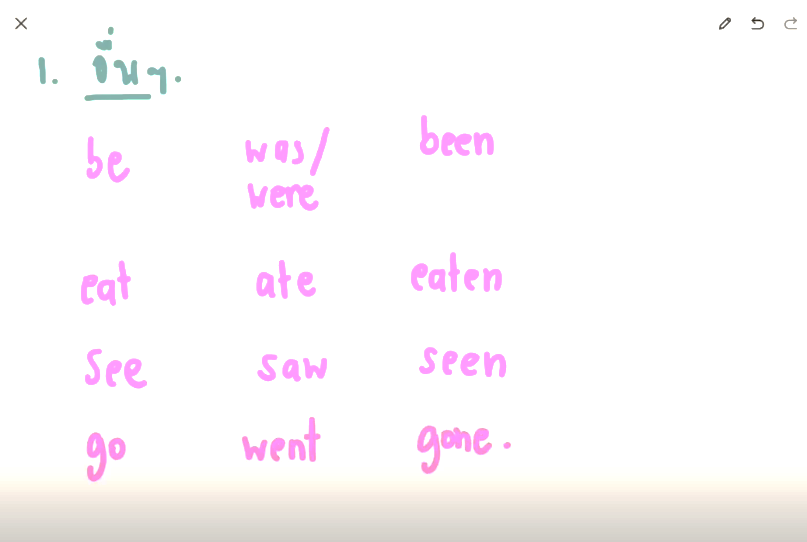 1. อื่นๆ.
be was/ been
were
eat ate eaten
see saw seen
go went gone.